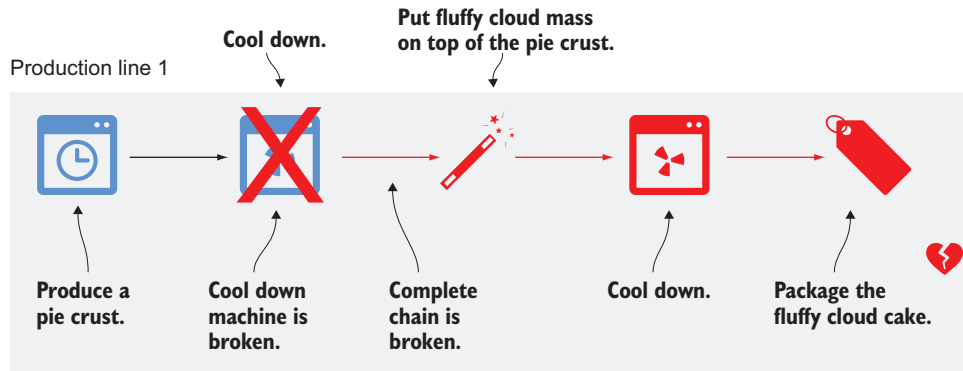 Put fluffy cloud mass
on top of the pie crust.
Cool down.
Production line 1
Produce a
pie crust.
Cool down
machine is
broken.
Complete
chain is
broken.
Cool down.
Package the
fluffy cloud cake.